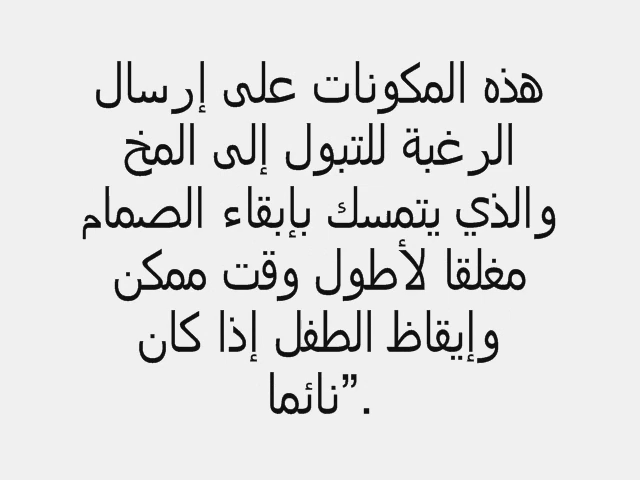 هذه المكونات على إرسال
الرغبة للتبول إلى المخ
والذي يتمسك بإبقاء الصمام
مغلقا لأطول وقت ممكن
وإيقاظ الطفل إذا كان
نائما”.